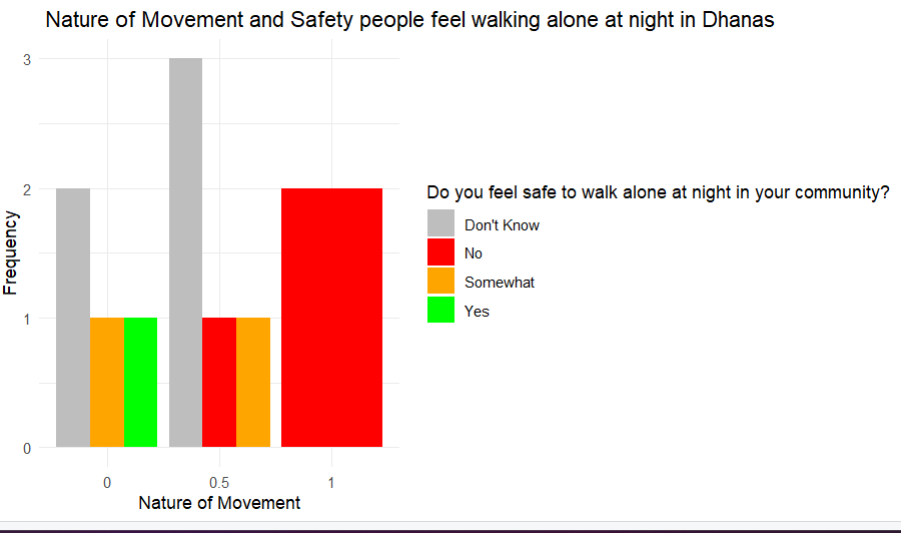 Nature of Movement and Safety people feel walking alone at night in Dhanas
3
2
1
0
Frequency
0 0.5 1
Nature of Movement
Do you feel safe to walk alone at night in your community?
Don't Know
No
Somewhat
Yes